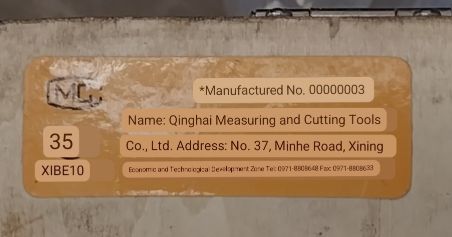 *Manufactured No. 00000003
Name: Qinghai Measuring and Cutting Tools
Co., Ltd. Address: No. 37, Minhe Road, Xining
Economic and Technological Development Zone Tel: 0971-8808648 Fax: 0971-8808633
35
XIBE10